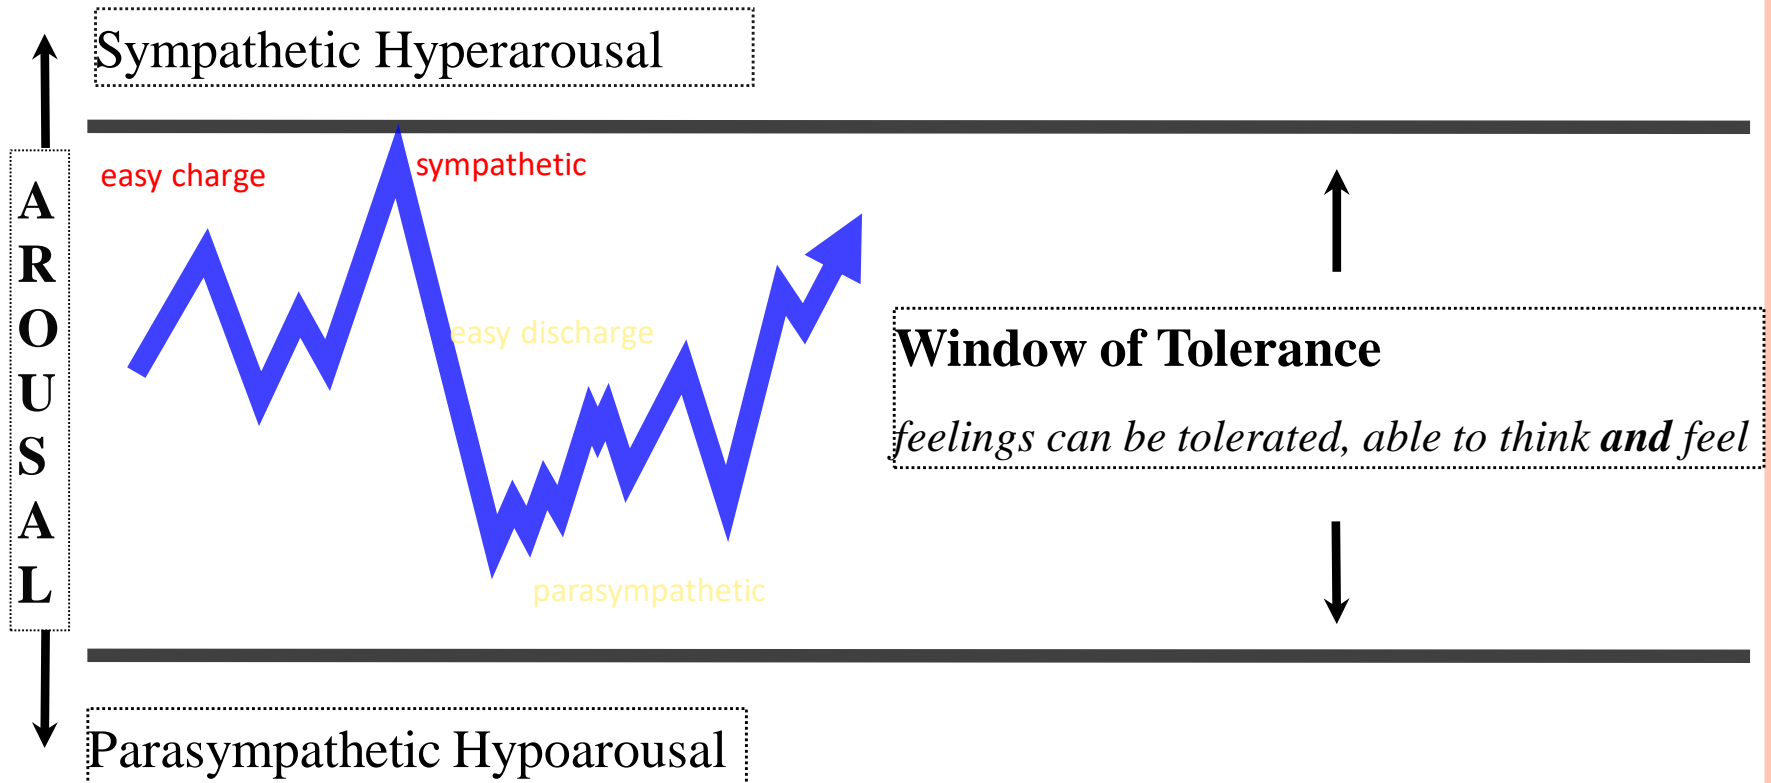 Sympathetic Hyperarousal
easy charge
sympathetic
A
R
O
U
S
A
L
easy discharge
Window of Tolerance
feelings can be tolerated, able to think and feel
parasympathetic
Parasympathetic Hypoarousal